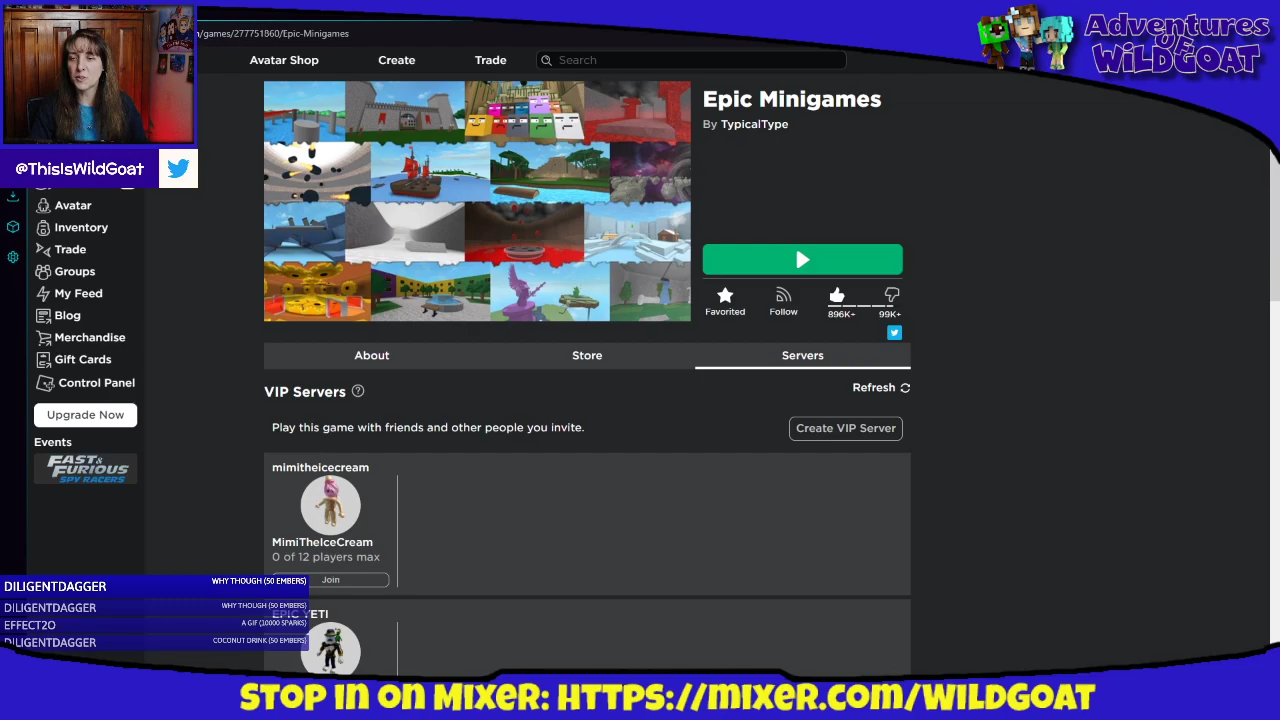 /games/277751860/Epic-Minigames
Adventures
OF
WILDGOAT
Avatar Shop
Create
Trade
Search
@ThisIsWildGoat
Avatar
Inventory
Trade
Groups
My Feed
Blog
Merchandise
Gift Cards
Control Panel
Upgrade Now
Events
FAST & FURIOUS
SPY RACERS
Epic Minigames
By TypicalType
Favorited
Follow
896K+
99K+
About
Store
Servers
VIP Servers
Refresh
Play this game with friends and other people you invite.
Create VIP Server
mimitheicecream
MimiTheIceCream
0 of 12 players max
Join
EPIC YETI
DILIGENTDAGGER WHY THOUGH (50 EMBERS)
DILIGENTDAGGER WHY THOUGH (50 EMBERS)
EFFECT2O A GIF (10000 SPARKS)
DILIGENTDAGGER COCONUT DRINK (50 EMBERS)
STOP IN ON MIXER: HTTPS://MIXER.COM/WILDGOAT